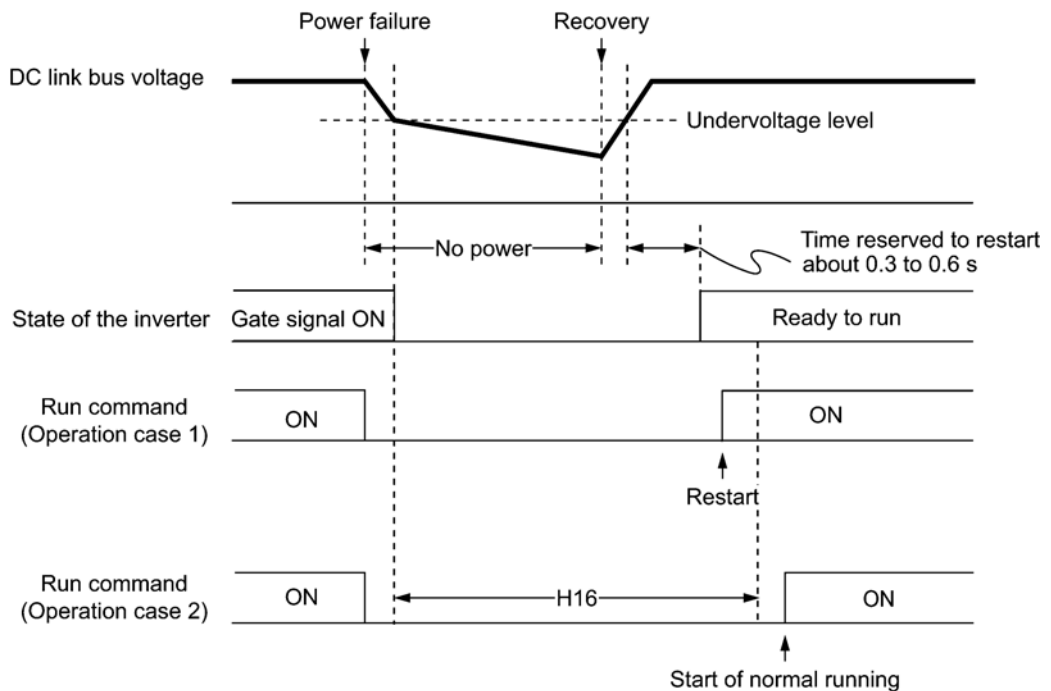 Power failure
Recovery
DC link bus voltage
Undervoltage level
No power
Time reserved to restart
about 0.3 to 0.6 s
State of the inverter
Gate signal ON
Ready to run
Run command
(Operation case 1)
ON
ON
Restart
Run command
(Operation case 2)
ON
H16
ON
Start of normal running